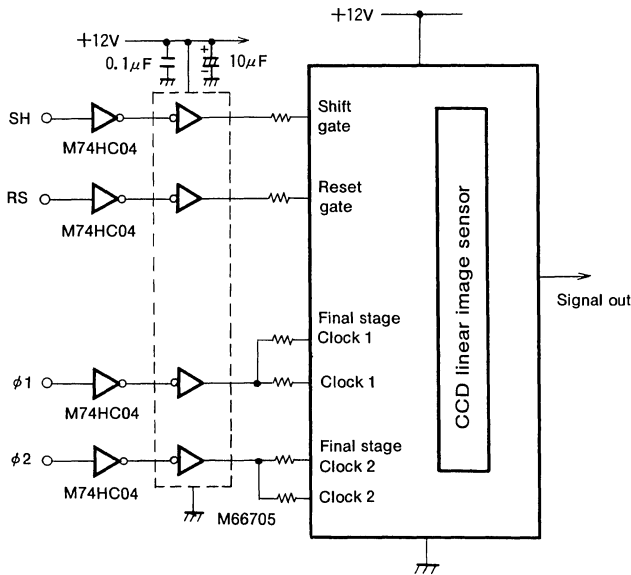 +12V
+12V
0.1μF
10μF
SH
M74HC04
Shift
gate
RS
M74HC04
Reset
gate
CCD linear image sensor
Signal out
Final stage
Clock 1
φ1
M74HC04
Clock 1
φ2
M74HC04
Final stage
Clock 2
Clock 2
M66705